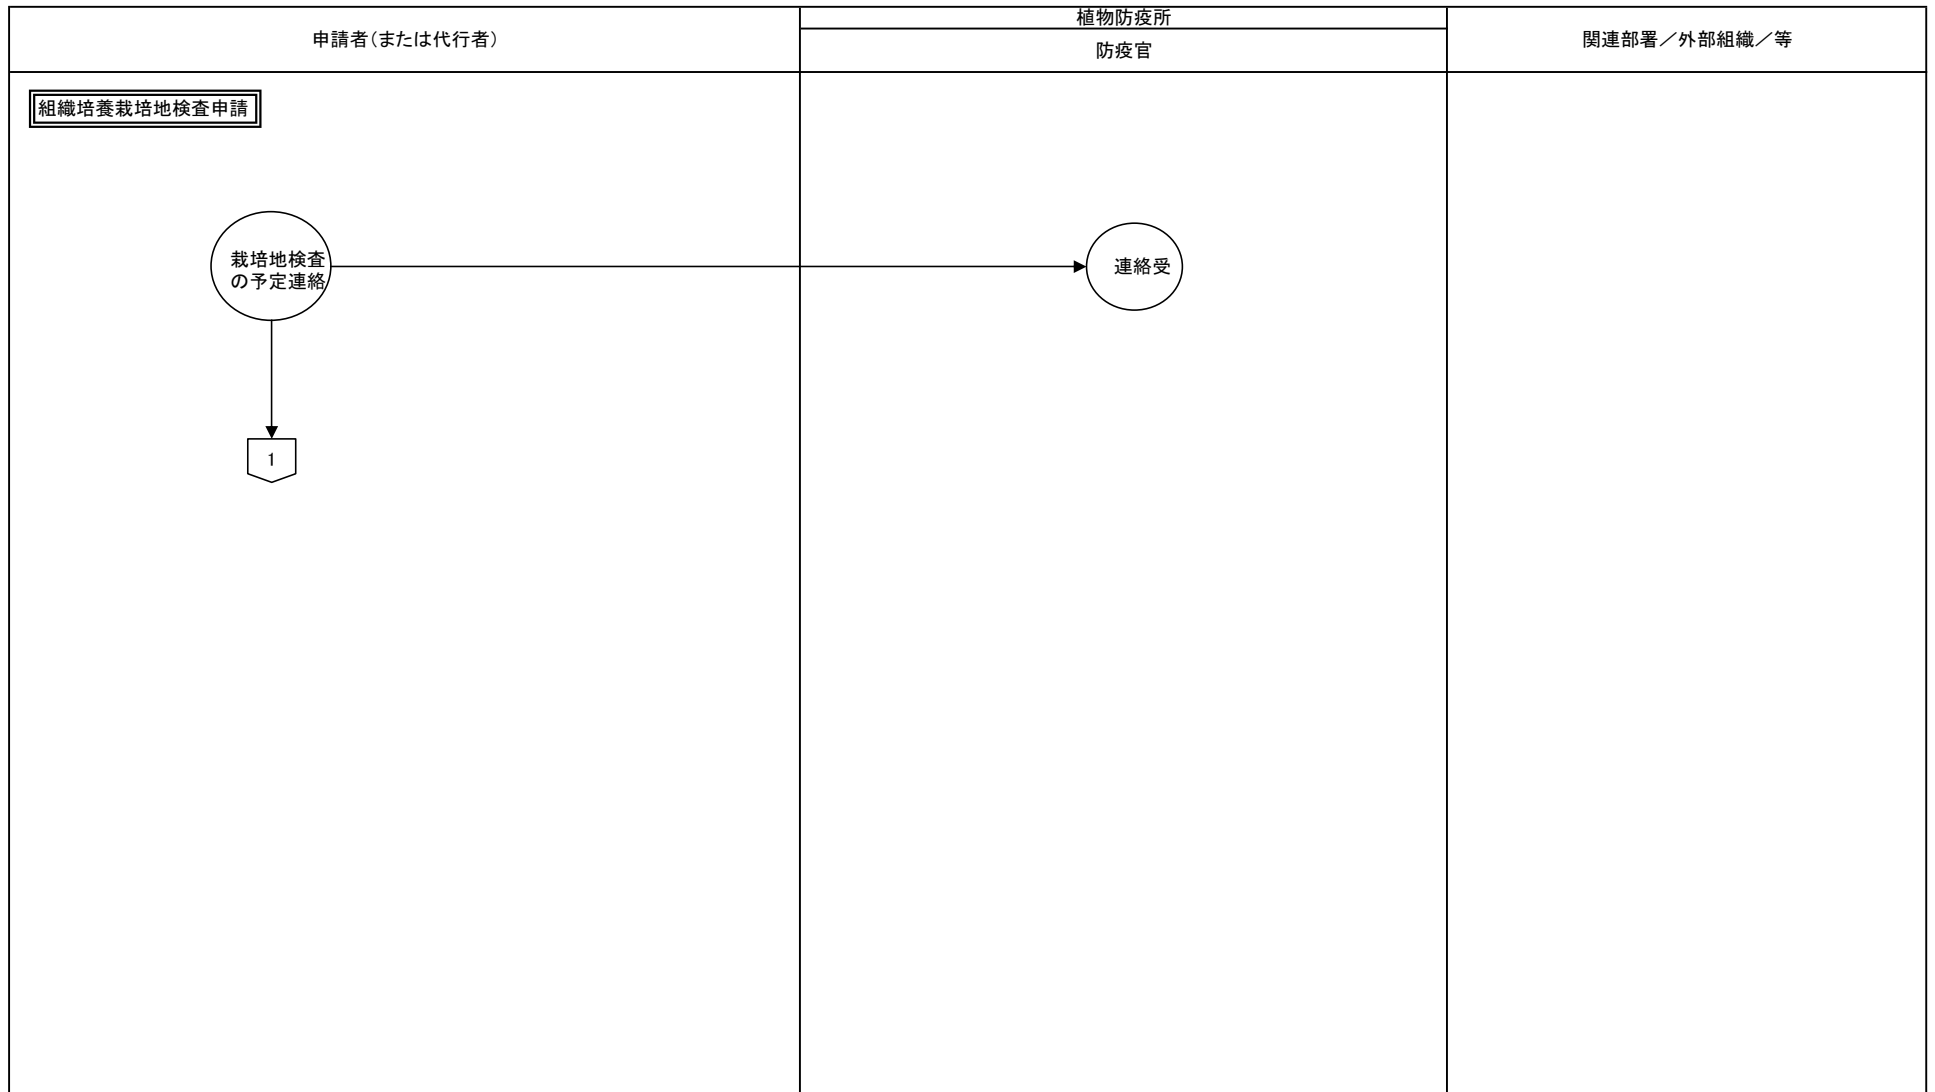 申請者(または代行者)
植物防疫所
防疫官
関連部署／外部組織／等
組織培養栽培地検査申請
栽培地検査
の予定連絡
連絡受
1